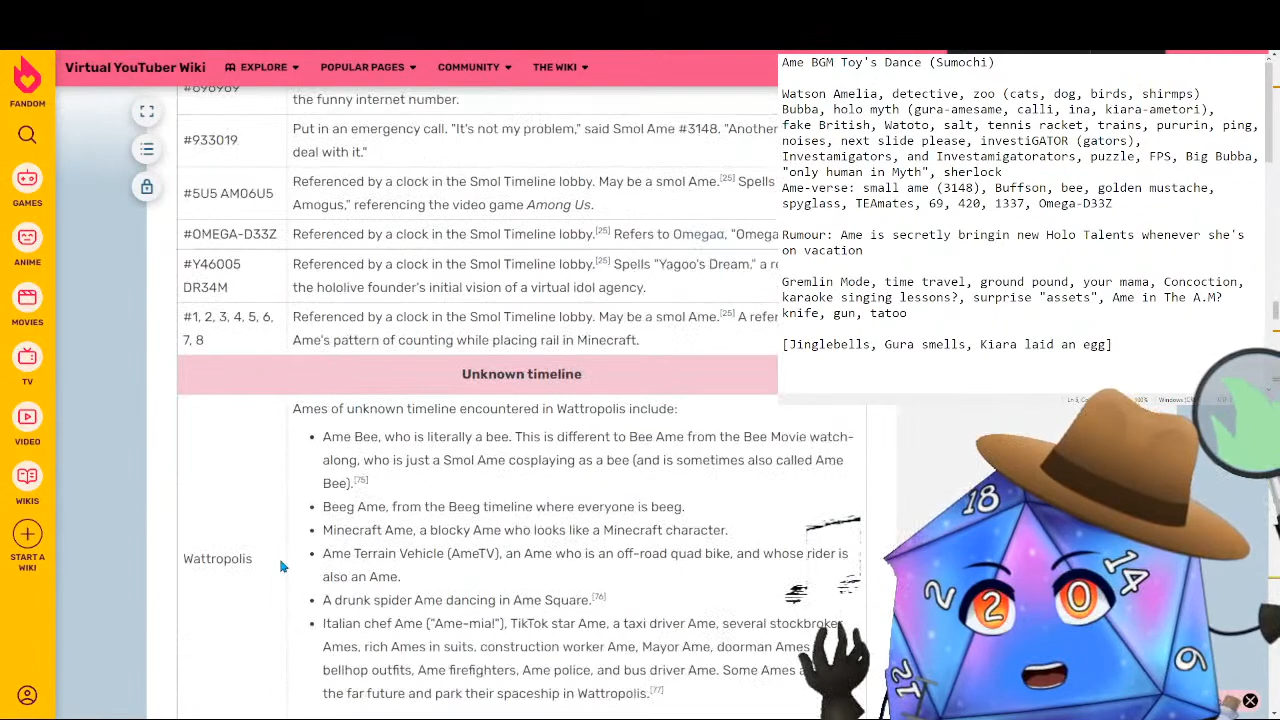 Virtual YouTuber Wiki
EXPLORE
POPULAR PAGES
COMMUNITY
THE WIKI
FANDOM
GAMES
ANIME
MOVIES
TV
VIDEO
WIKIS
START A
WIKI
#696969
the funny internet number.
#933019
Put in an emergency call. "It's not my problem," said Smol Ame #3148. "Another
deal with it."
#5U5 AM06U5
Referenced by a clock in the Smol Timeline lobby. May be a smol Ame.[25] Spells
Amogus," referencing the video game Among Us.
#OMEGA-D33Z
Referenced by a clock in the Smol Timeline lobby.[25] Refers to Omegaα, "Omega
#Y46005
DR34M
Referenced by a clock in the Smol Timeline lobby.[25] Spells "Yagoo's Dream," a
the hololive founder's initial vision of a virtual idol agency.
#1, 2, 3, 4, 5, 6,
7, 8
Referenced by a clock in the Smol Timeline lobby. May be a smol Ame.[25] A
Ame's pattern of counting while placing rail in Minecraft.
Unknown timeline
Wattropolis
Ames of unknown timeline encountered in Wattropolis include:
• Ame Bee, who is literally a bee. This is different to Bee Ame from the Bee Movie watch-
along, who is just a Smol Ame cosplaying as a bee (and is sometimes also called Ame
Bee).[75]
• Beeg Ame, from the Beeg timeline where everyone is beeg.
• Minecraft Ame, a blocky Ame who looks like a Minecraft character.
• Ame Terrain Vehicle (AmeTV), an Ame who is an off-road quad bike, and whose rider is
also an Ame.
• A drunk spider Ame dancing in Ame Square.[76]
• Italian chef Ame ("Ame-mia!"), TikTok star Ame, a taxi driver Ame, several stockbroker
Ames, rich Ames in suits, construction worker Ame, Mayor Ame, doorman Ames
bellhop outfits, Ame firefighters, Ame police, and bus driver Ame. Some Ames
the far future and park their spaceship in Wattropolis.[77]
Ame BGM Toy's Dance (Sumochi)
Watson Amelia, detective, zoo (cats, dog, birds, shirmps)
Bubba, holo myth (gura-amesame, calli, ina, kiara-ametori),
fake British, Watoto, salt, tennis racket, trains, pururin, ping,
noises, next slide please, investiGATOR (gators),
Investamigators, and Investamigatorators, puzzle, FPS, Big Bubba,
"only human in Myth", sherlock
Ame-verse: small ame (3148), Buffson, bee, golden mustache,
spyglass, TEAmates, 69, 420, 1337, Omega-D33Z
Rumour: Ame is secretly bringin new Holo Talents whenever she's
on vacation
Gremlin Mode, time travel, ground pound, your mama, Concoction,
karaoke singing lessons?, surprise "assets", Ame in The A.M?
knife, gun, tatoo
[Jinglebells, Gura smells, Kiara laid an egg]
18
14
2
2
0
9
12